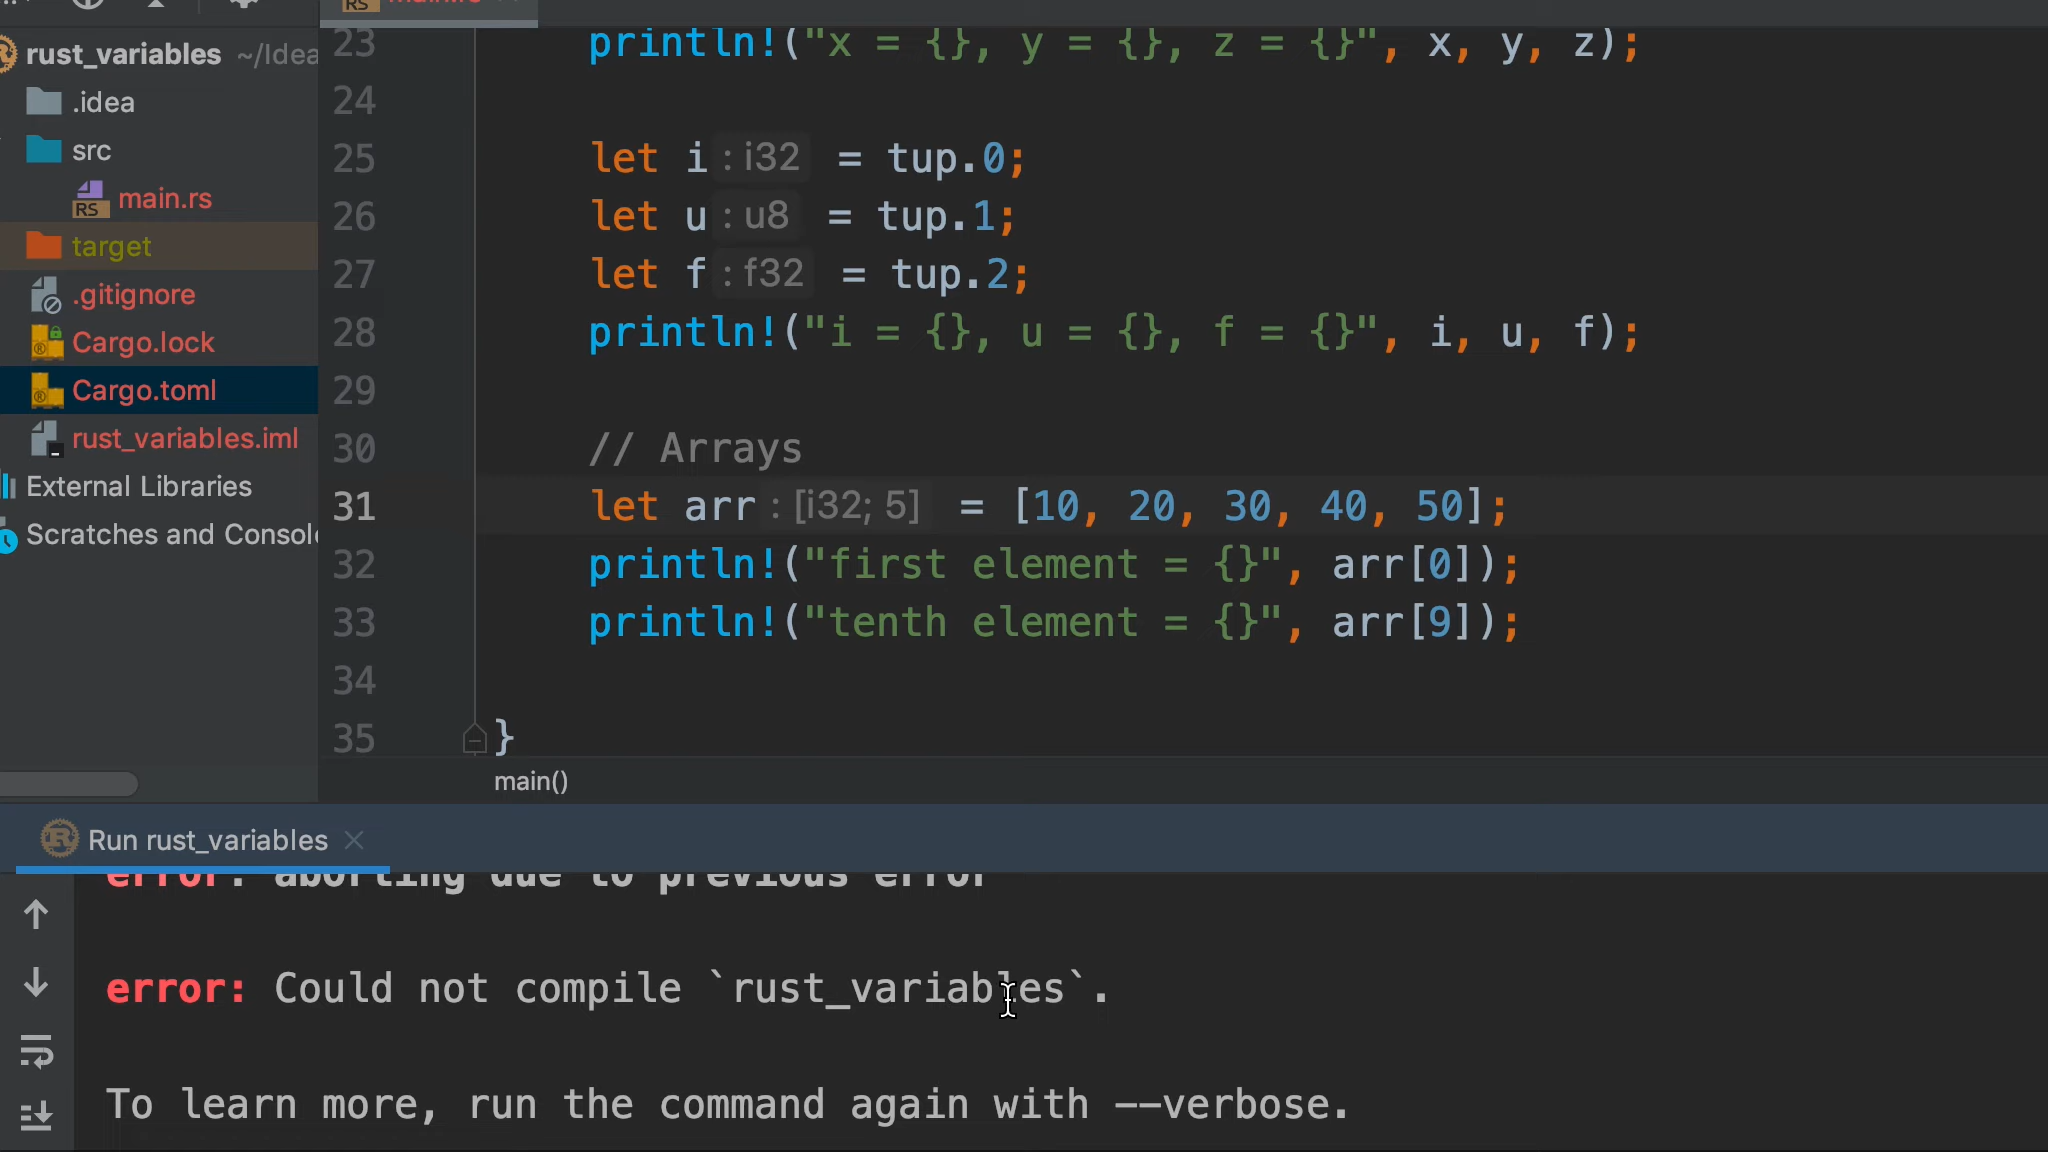 main.rs
rust_variables ~/Idea
.idea
src
RS main.rs
target
.gitignore
Cargo.lock
Cargo.toml
rust_variables.iml
External Libraries
Scratches and Consol
23 println!("x = {}, y = {}, z = {}", x, y, z);
24
25 let i : i32 = tup.0;
26 let u : u8 = tup.1;
27 let f : f32 = tup.2;
28 println!("i = {}, u = {}, f = {}", i, u, f);
29
30 // Arrays
31 let arr : [i32; 5] = [10, 20, 30, 40, 50];
32 println!("first element = {}", arr[0]);
33 println!("tenth element = {}", arr[9]);
34
35 }
main()
Run rust_variables
error: aborting due to previous error
error: Could not compile `rust_variables`.
To learn more, run the command again with --verbose.